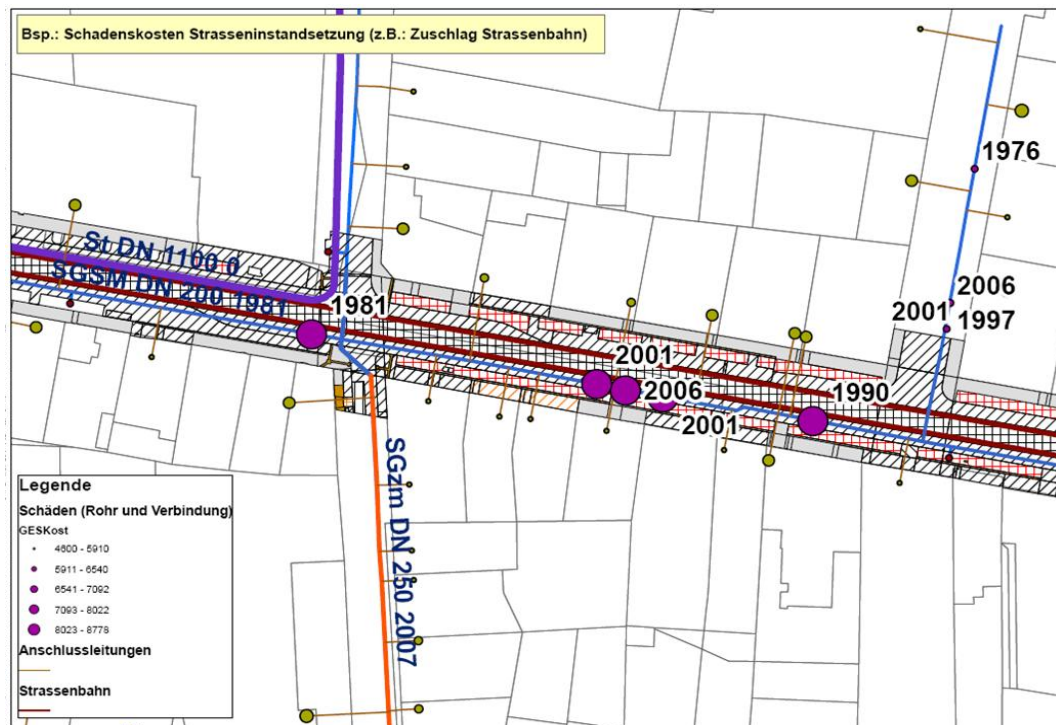 Bsp.: Schadenskosten Strasseninstandsetzung (z.B.: Zuschlag Strassenbahn)
1976
St DN 1100 0
SGSM DN 200 1981
1981
2006
2001
1997
2001
2006
1990
2001
SGzm DN 250 2007
Legende
Schäden (Rohr und Verbindung)
GESKost
4600 - 5910
5911 - 6540
6541 - 7092
7093 - 8022
8023 - 8778
Anschlussleitungen
Strassenbahn